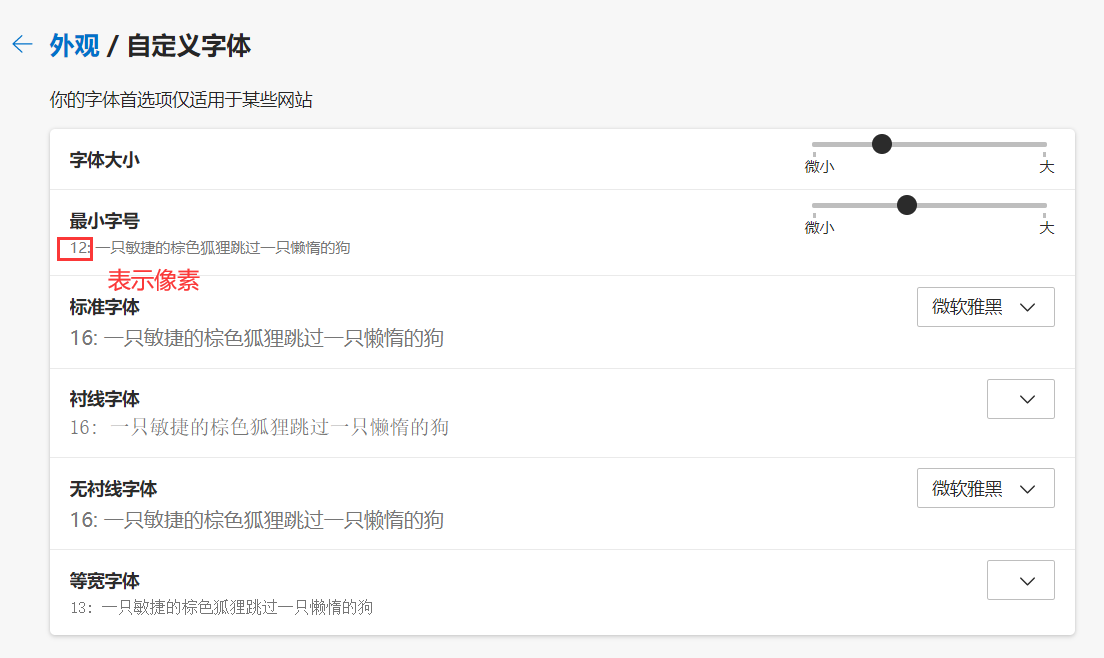 外观 / 自定义字体
你的字体首选项仅适用于某些网站
字体大小
微小 大
最小字号
微小 大
12: 一只敏捷的棕色狐狸跳过一只懒惰的狗
表示像素
标准字体
微软雅黑
16: 一只敏捷的棕色狐狸跳过一只懒惰的狗
衬线字体
16: 一只敏捷的棕色狐狸跳过一只懒惰的狗
无衬线字体
微软雅黑
16: 一只敏捷的棕色狐狸跳过一只懒惰的狗
等宽字体
13: 一只敏捷的棕色狐狸跳过一只懒惰的狗